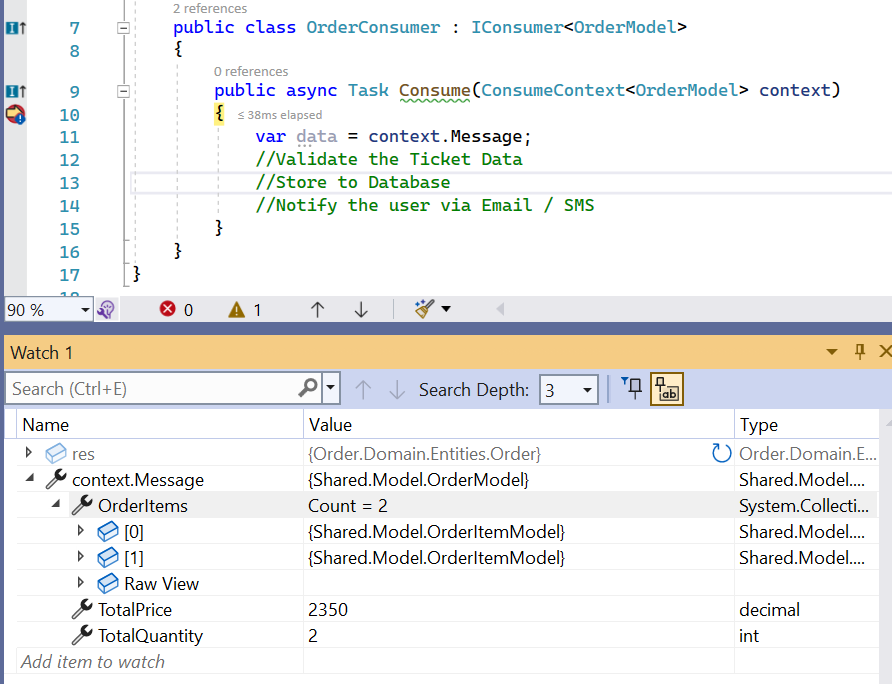 2 references
7 public class OrderConsumer : IConsumer<OrderModel>
8 {
0 references
9 public async Task Consume(ConsumeContext<OrderModel> context)
10 { ≤ 38ms elapsed
11 var data = context.Message;
12 //Validate the Ticket Data
13 //Store to Database
14 //Notify the user via Email / SMS
15 }
16 }
17 }
90 % 0 1
Watch 1
Search (Ctrl+E) Search Depth: 3
Name Value Type
res {Order.Domain.Entities.Order} Order.Domain.E...
context.Message {Shared.Model.OrderModel} Shared.Model....
OrderItems Count = 2 System.Collecti...
[0] {Shared.Model.OrderItemModel} Shared.Model....
[1] {Shared.Model.OrderItemModel} Shared.Model....
Raw View
TotalPrice 2350 decimal
TotalQuantity 2 int
Add item to watch